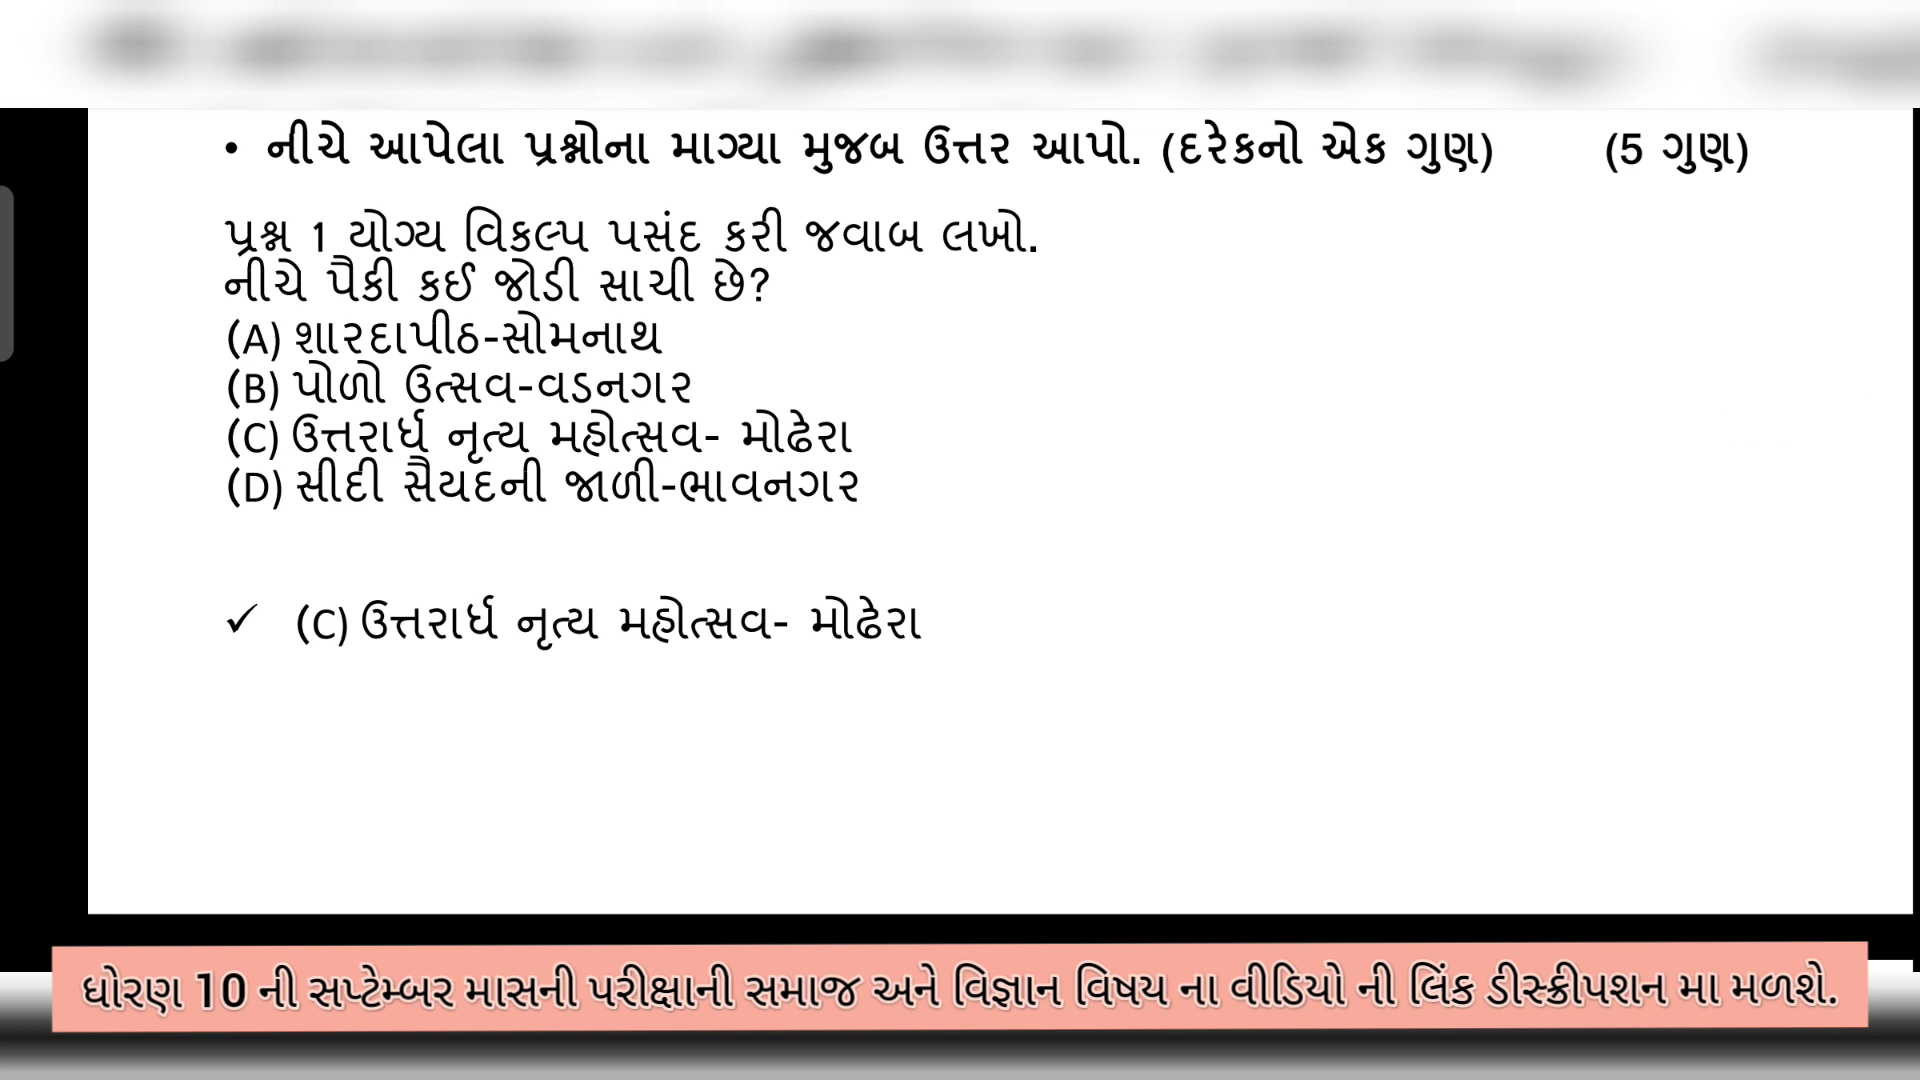 • નીચે આપેલા પ્રશ્નોના માગ્યા મુજબ ઉત્તર આપો. (દરેકનો એક ગુણ) (5 ગુણ)
પ્રશ્ન 1 યોગ્ય વિકલ્પ પસંદ કરી જવાબ લખો.
નીચે પૈકી કઈ જોડી સાચી છે?
(A) શારદાપીઠ-સોમનાથ
(B) પોળો ઉત્સવ-વડનગર
(C) ઉત્તરાર્ધ નૃત્ય મહોત્સવ- મોઢેરા
(D) સીદી સૈયદની જાળી-ભાવનગર
✓ (C) ઉત્તરાર્ધ નૃત્ય મહોત્સવ- મોઢેરા
ધોરણ 10 ની સપ્ટેમ્બર માસની પરીક્ષાની સમાજ અને વિજ્ઞાન વિષય ના વીડિયો ની લિંક ડીસ્ક્રીપશન મા મળશે.